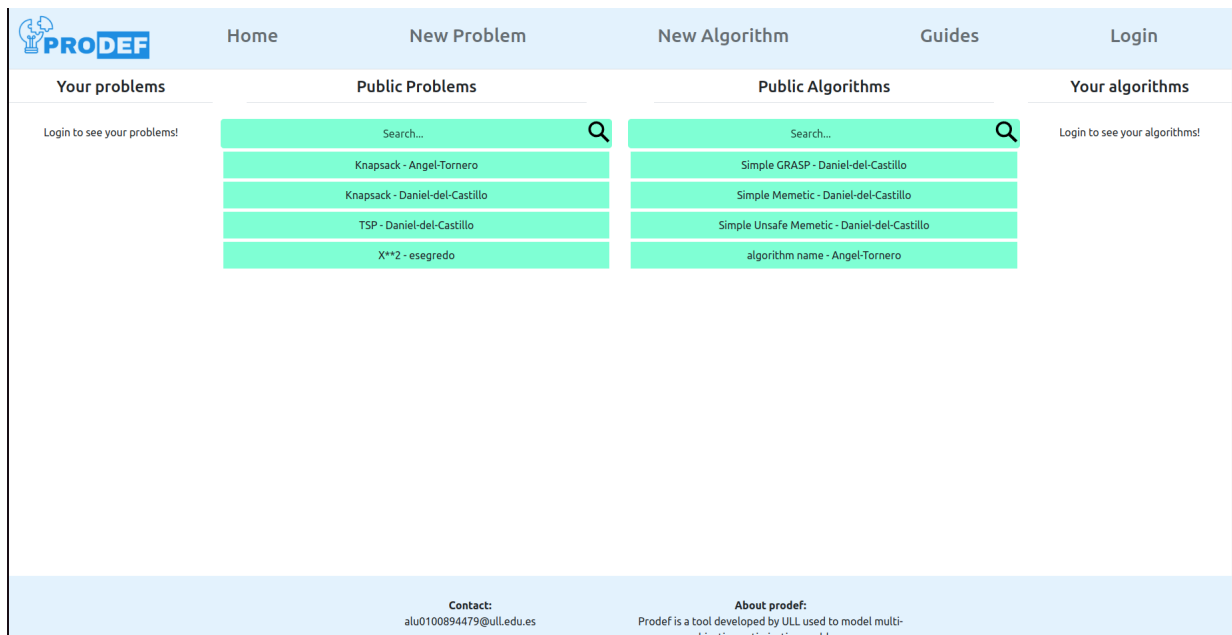 PRODEF
Home
New Problem
New Algorithm
Guides
Login
Your problems
Public Problems
Public Algorithms
Your algorithms
Login to see your problems!
Search...
Search...
Login to see your algorithms!
Knapsack - Angel-Tornero
Simple GRASP - Daniel-del-Castillo
Knapsack - Daniel-del-Castillo
Simple Memetic - Daniel-del-Castillo
TSP - Daniel-del-Castillo
Simple Unsafe Memetic - Daniel-del-Castillo
X**2 - esegredo
algorithm name - Angel-Tornero
Contact:
alu0100894479@ull.edu.es
About prodef:
Prodef is a tool developed by ULL used to model multi-